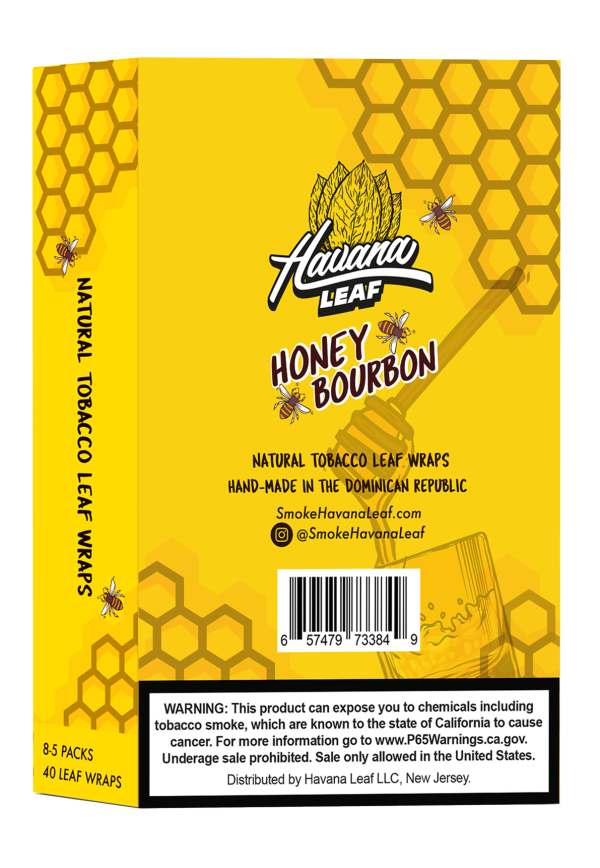 Havana
LEAF
HONEY
BOURBON
NATURAL TOBACCO LEAF WRAPS
HAND-MADE IN THE DOMINICAN REPUBLIC
SmokeHavanaLeaf.com
@SmokeHavanaLeaf
6 57479 73384 9
WARNING: This product can expose you to chemicals including
tobacco smoke, which are known to the state of California to cause
cancer. For more information go to www.P65Warnings.ca.gov.
Underage sale prohibited. Sale only allowed in the United States.
Distributed by Havana Leaf LLC, New Jersey.
NATURAL TOBACCO LEAF WRAPS
8-5 PACKS
40 LEAF WRAPS